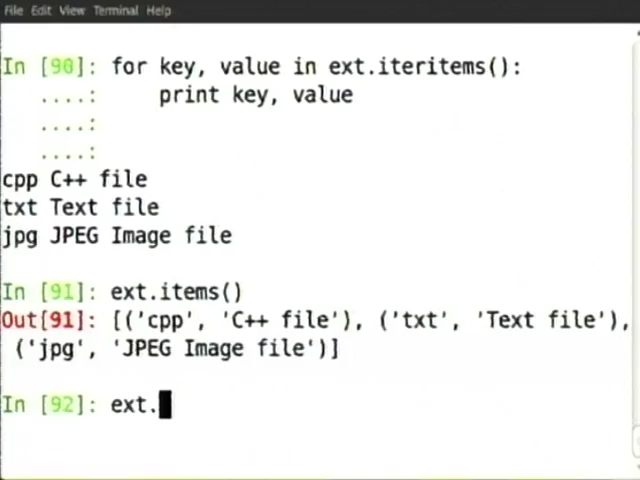 File Edit View Terminal Help
In [90]: for key, value in ext.iteritems():
....:     print key, value
....:
....:
cpp C++ file
txt Text file
jpg JPEG Image file
In [91]: ext.items()
Out[91]: [('cpp', 'C++ file'), ('txt', 'Text file'),
('jpg', 'JPEG Image file')]
In [92]: ext.